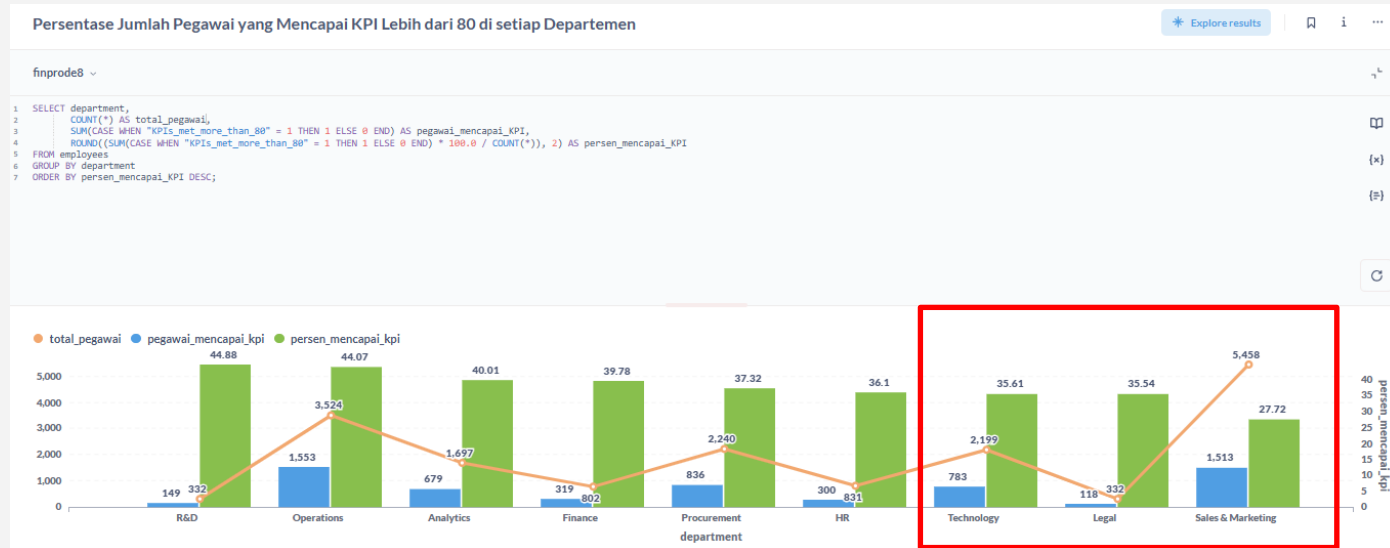 Persentase Jumlah Pegawai yang Mencapai KPI Lebih dari 80 di setiap Departemen
Explore results
finprode8
1 SELECT department,
2 COUNT(*) AS total_pegawai,
3 SUM(CASE WHEN "KPIs_met_more_than_80" = 1 THEN 1 ELSE 0 END) AS pegawai_mencapai_KPI,
4 ROUND((SUM(CASE WHEN "KPIs_met_more_than_80" = 1 THEN 1 ELSE 0 END) * 100.0 / COUNT(*)), 2) AS persen_mencapai_KPI
5 FROM employees
6 GROUP BY department
7 ORDER BY persen_mencapai_KPI DESC;
total_pegawai pegawai_mencapai_kpi persen_mencapai_kpi
44.88 44.07 40.01 39.78 37.32 36.1 35.61 35.54 27.72
332 3,524 1,697 802 2,240 831 2,199 332 5,458
149 1,553 679 319 836 300 783 118 1,513
5,000
4,000
3,000
2,000
1,000
0
40
35
30
25
20
15
10
5
0
persen_mencapai_kpi
R&D Operations Analytics Finance Procurement HR Technology Legal Sales & Marketing
department